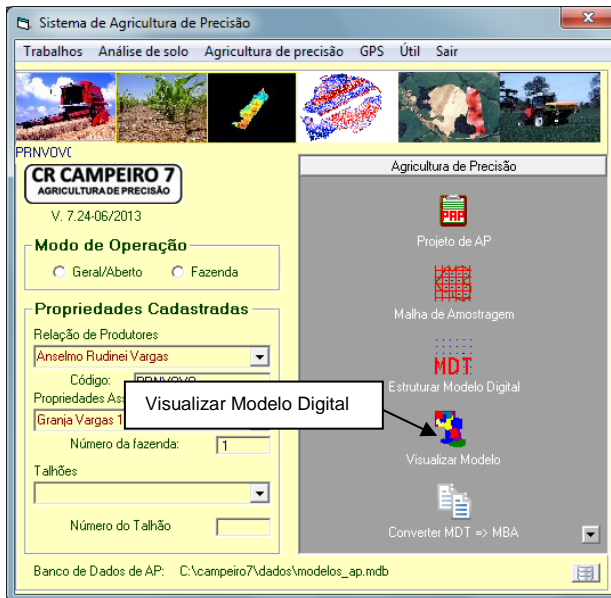 Sistema de Agricultura de Precisão
Trabalhos Análise de solo Agricultura de precisão GPS Útil Sair
PRNVOV0
CR CAMPEIRO 7
AGRICULTURA DE PRECISÃO
V. 7.24-06/2013
Modo de Operação
Geral/Aberto Fazenda
Propriedades Cadastradas
Relação de Produtores
Anselmo Rudinei Vargas
Código:
Propriedades Ass
Granja Vargas 1
Número da fazenda: 1
Talhões
Número do Talhão
Banco de Dados de AP: C:\campeiro7\dados\modelos_ap.mdb
Agricultura de Precisão
PAP
Projeto de AP
Malha de Amostragem
MDT
Estruturar Modelo Digital
Visualizar Modelo Digital
Visualizar Modelo
Converter MDT => MBA